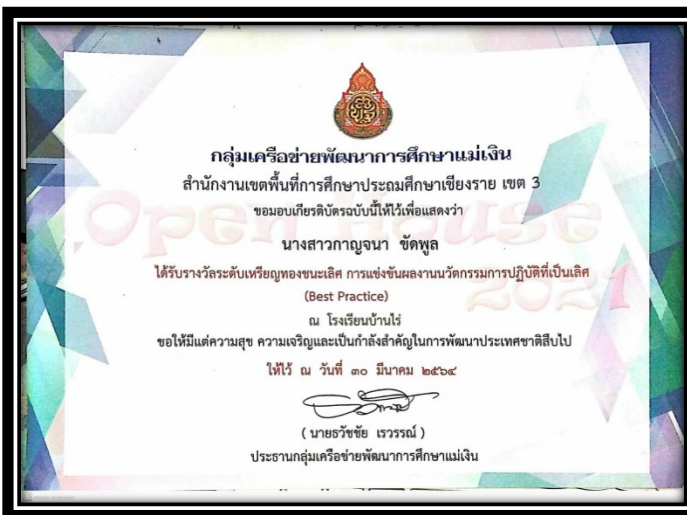 กลุ่มเครือข่ายพัฒนาการศึกษาแม่เงิน
สำนักงานเขตพื้นที่การศึกษาประถมศึกษาเชียงราย เขต 3
ขอมอบเกียรติบัตรฉบับนี้ให้ไว้เพื่อแสดงว่า
Open House
2021
นางสาวกาญจนา ขัดพูล
ได้รับรางวัลระดับเหรียญทองชนะเลิศ การแข่งขันผลงานนวัตกรรมการปฏิบัติที่เป็นเลิศ
(Best Practice)
ณ โรงเรียนบ้านไร่
ขอให้มีแต่ความสุข ความเจริญและเป็นกำลังสำคัญในการพัฒนาประเทศชาติสืบไป
ให้ไว้ ณ วันที่ ๓๐ มีนาคม ๒๕๖๔
( นายธวัชชัย เรวรรณ์ )
ประธานกลุ่มเครือข่ายพัฒนาการศึกษาแม่เงิน